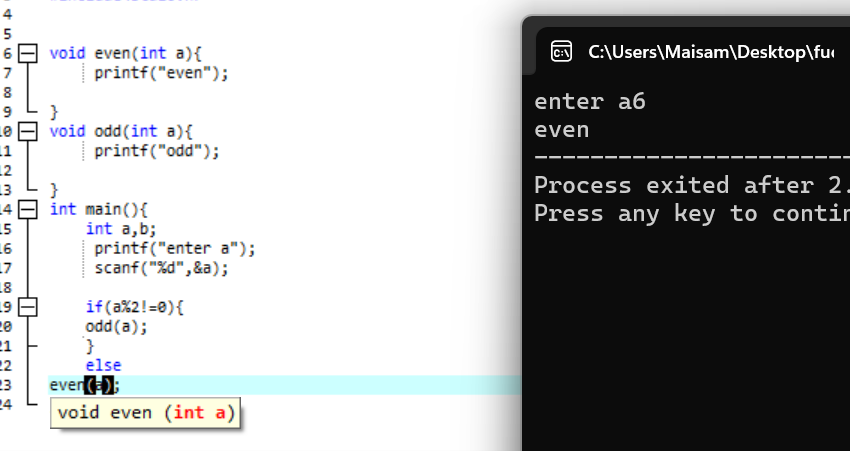 4
5
6 void even(int a){
7 printf("even");
8
9 }
10 void odd(int a){
11 printf("odd");
12
13 }
14 int main(){
15 int a,b;
16 printf("enter a");
17 scanf("%d",&a);
18
19 if(a%2!=0){
20 odd(a);
21 }
22 else
23 even(a);
24
void even (int a)
C:\Users\Maisam\Desktop\fu
enter a6
even
-----------------------
Process exited after 2.
Press any key to contin